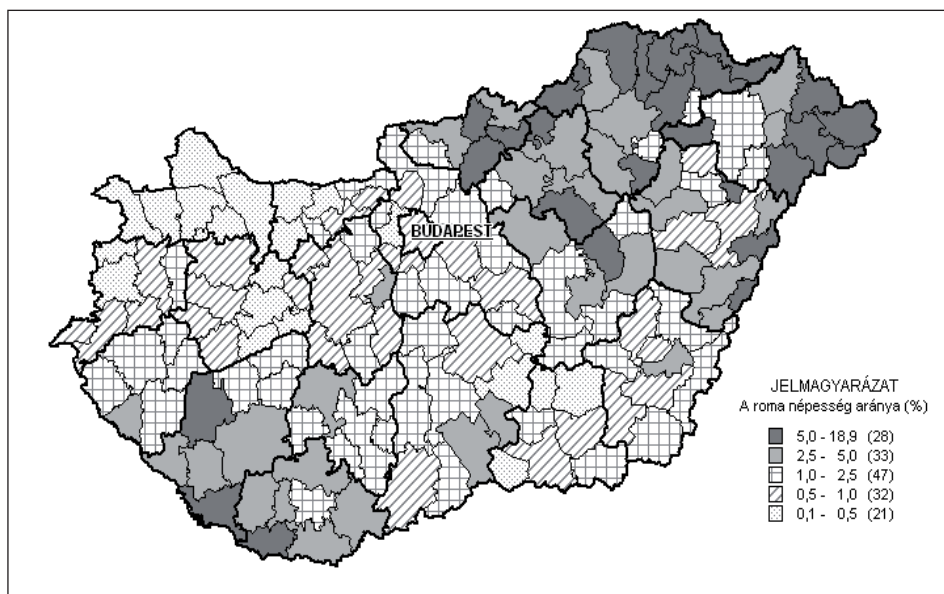 BUDAPEST
JELMAGYARÁZAT
A roma népesség aránya (%)
5,0 - 18,9 (28)
2,5 - 5,0 (33)
1,0 - 2,5 (47)
0,5 - 1,0 (32)
0,1 - 0,5 (21)